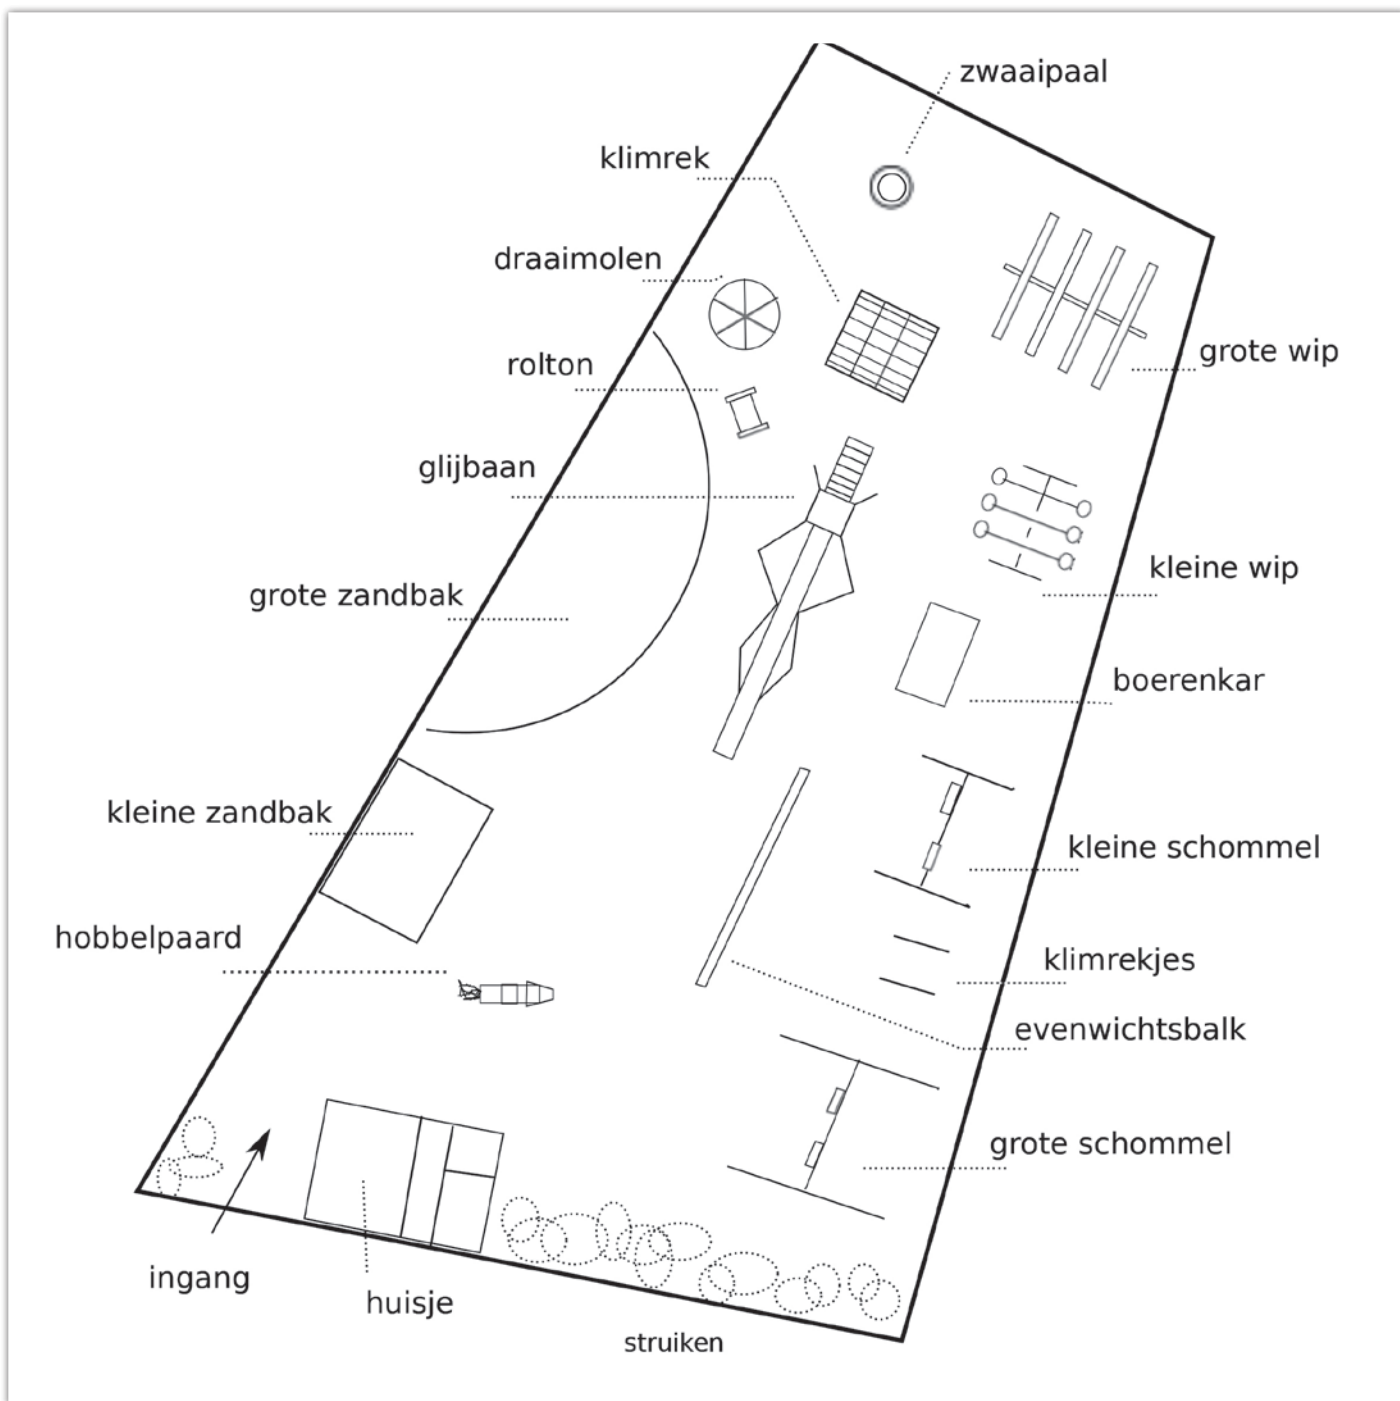 zwaaipaal
klimrek
draaimolen
grote wip
rolton
glijbaan
kleine wip
grote zandbak
boerenkar
kleine zandbak
kleine schommel
hobbelpaard
klimrekjes
evenwichtsbalk
grote schommel
ingang
huisje
struiken